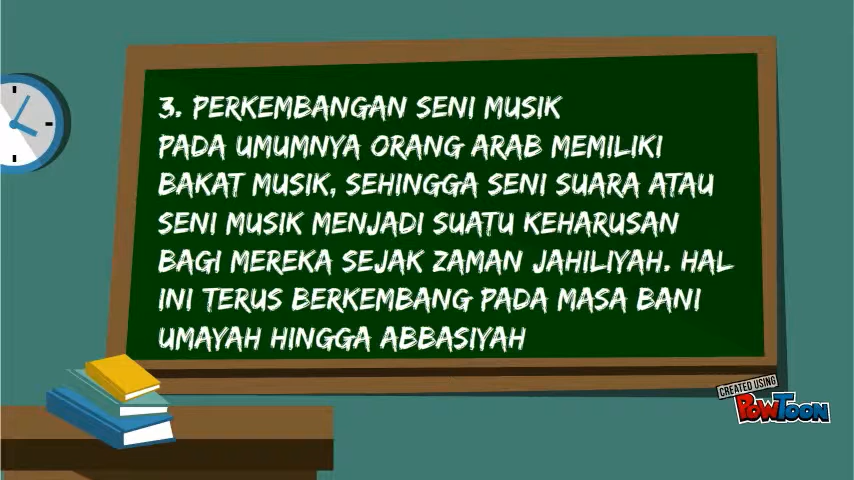 3. PERKEMBANGAN SENI MUSIK
PADA UMUMNYA ORANG ARAB MEMILIKI
BAKAT MUSIK, SEHINGGA SENI SUARA ATAU
SENI MUSIK MENJADI SUATU KEHARUSAN
BAGI MEREKA SEJAK ZAMAN JAHILIYAH. HAL
INI TERUS BERKEMBANG PADA MASA BANI
UMAYAH HINGGA ABBASIYAH
CREATED USING
POWTOON